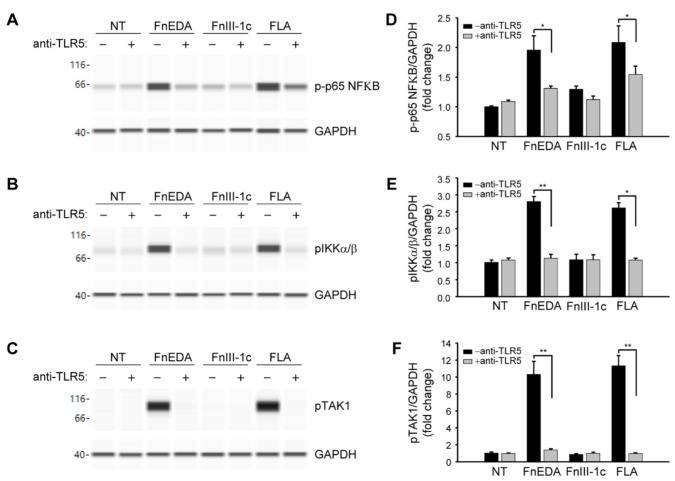 A
NT FnEDA FnIII-1c FLA
anti-TLR5: – + – + – + – +
116-
66-
p-p65 NFKB
40-
GAPDH
B
NT FnEDA FnIII-1c FLA
anti-TLR5: – + – + – + – +
116-
66-
pIKKα/β
40-
GAPDH
C
NT FnEDA FnIII-1c FLA
anti-TLR5: – + – + – + – +
116-
66-
pTAK1
40-
GAPDH
D
p-p65 NFKB/GAPDH
(fold change)
2.5
2.0
1.5
1.0
0.5
–anti-TLR5
+anti-TLR5
*
*
NT FnEDA FnIII-1c FLA
E
pIKKα/β/GAPDH
(fold change)
3.5
3.0
2.5
2.0
1.5
1.0
0.5
0.0
–anti-TLR5
+anti-TLR5
**
*
NT FnEDA FnIII-1c FLA
F
pTAK1/GAPDH
(fold change)
14
12
10
8
6
4
2
0
–anti-TLR5
+anti-TLR5
**
**
NT FnEDA FnIII-1c FLA